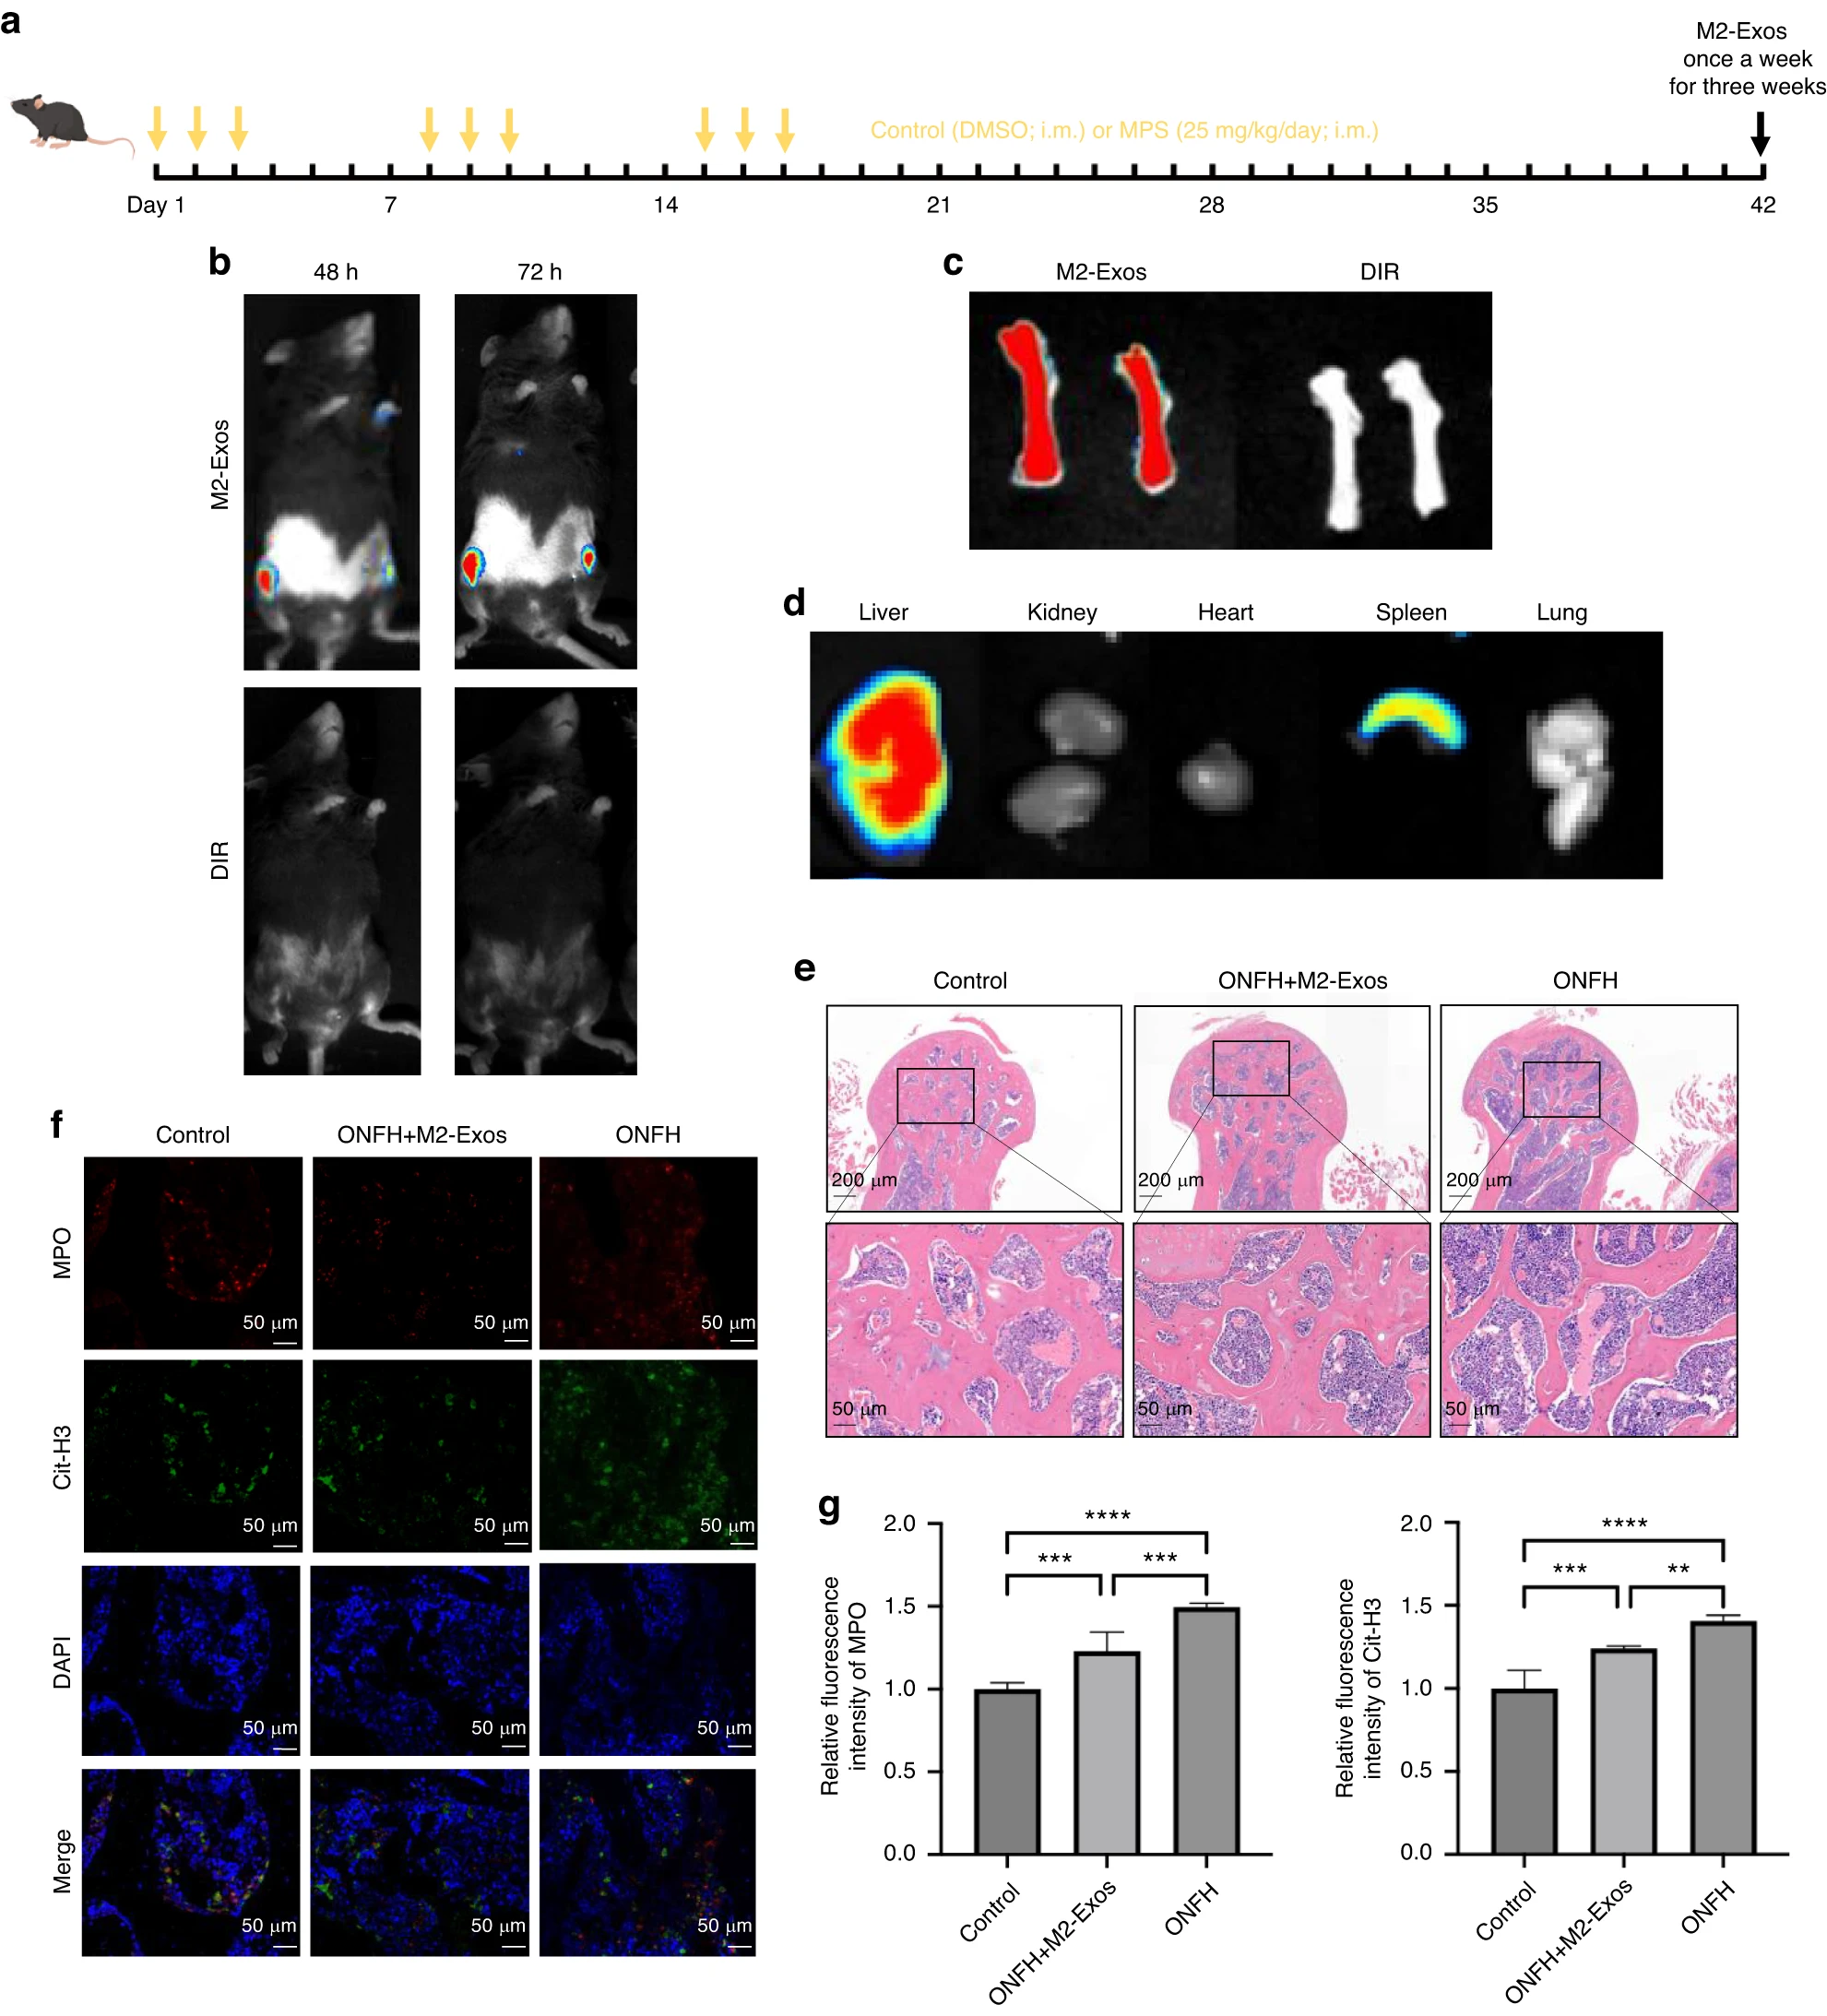 a
M2-Exos
once a week
for three weeks
Control (DMSO; i.m.) or MPS (25 mg/kg/day; i.m.)
Day 1 7 14 21 28 35 42
b
48 h 72 h
M2-Exos
DIR
c
M2-Exos DIR
d
Liver Kidney Heart Spleen Lung
e
Control ONFH+M2-Exos ONFH
200 μm 200 μm 200 μm
50 μm 50 μm 50 μm
f
Control ONFH+M2-Exos ONFH
MPO
50 μm 50 μm 50 μm
Cit-H3
50 μm 50 μm 50 μm
DAPI
50 μm 50 μm 50 μm
Merge
50 μm 50 μm 50 μm
g
Relative fluorescence
intensity of MPO
2.0
1.5
1.0
0.5
0.0
****
*** ***
Control
ONFH+M2-Exos
ONFH
Relative fluorescence
intensity of Cit-H3
2.0
1.5
1.0
0.5
0.0
****
*** **
Control
ONFH+M2-Exos
ONFH